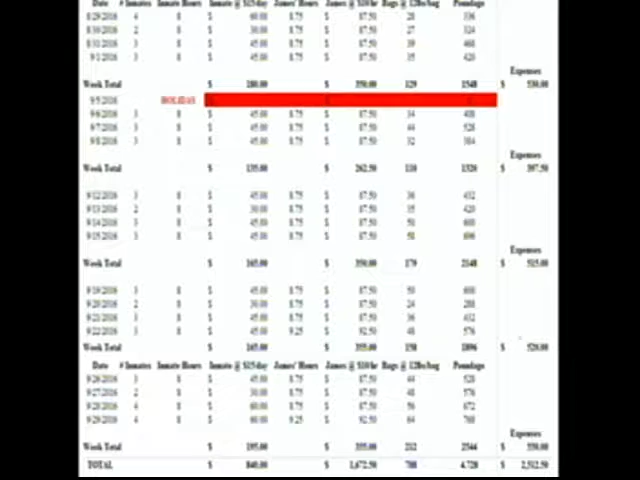 Date # Inmates Inmate Hours Inmate @ $15/day James' Hours James @ $10/hr Bags @ 12lbs/bag Poundage
8/29/2016 4 8 $ 60.00 8.75 $ 87.50 28 336
8/30/2016 2 8 $ 30.00 8.75 $ 87.50 27 324
8/31/2016 3 8 $ 45.00 8.75 $ 87.50 39 468
9/1/2016 3 8 $ 45.00 8.75 $ 87.50 35 420
Expenses
Week Total $ 180.00 $ 350.00 129 1548 $ 530.00
9/5/2016 HOLIDAY
9/6/2016 3 8 $ 45.00 8.75 $ 87.50 34 408
9/7/2016 3 8 $ 45.00 8.75 $ 87.50 44 528
9/8/2016 3 8 $ 45.00 8.75 $ 87.50 32 384
Expenses
Week Total $ 135.00 $ 262.50 110 1320 $ 397.50
9/12/2016 3 8 $ 45.00 8.75 $ 87.50 36 432
9/13/2016 2 8 $ 30.00 8.75 $ 87.50 35 420
9/14/2016 3 8 $ 45.00 8.75 $ 87.50 50 600
9/15/2016 3 8 $ 45.00 8.75 $ 87.50 58 696
Expenses
Week Total $ 165.00 $ 350.00 179 2148 $ 515.00
9/19/2016 3 8 $ 45.00 8.75 $ 87.50 50 600
9/20/2016 2 8 $ 30.00 8.75 $ 87.50 24 288
9/21/2016 3 8 $ 45.00 8.75 $ 87.50 36 432
9/22/2016 3 8 $ 45.00 9.25 $ 92.50 48 576
Week Total $ 165.00 $ 355.00 158 1896 $ 520.00
Date # Inmates Inmate Hours Inmate @ $15/day James' Hours James @ $10/hr Bags @ 12lbs/bag Poundage
9/26/2016 3 8 $ 45.00 8.75 $ 87.50 44 528
9/27/2016 2 8 $ 30.00 8.75 $ 87.50 48 576
9/28/2016 4 8 $ 60.00 8.75 $ 87.50 56 672
9/29/2016 4 8 $ 60.00 9.25 $ 92.50 64 768
Expenses
Week Total $ 195.00 $ 355.00 212 2544 $ 550.00
TOTAL $ 840.00 $ 1,672.50 788 $ 2,512.50